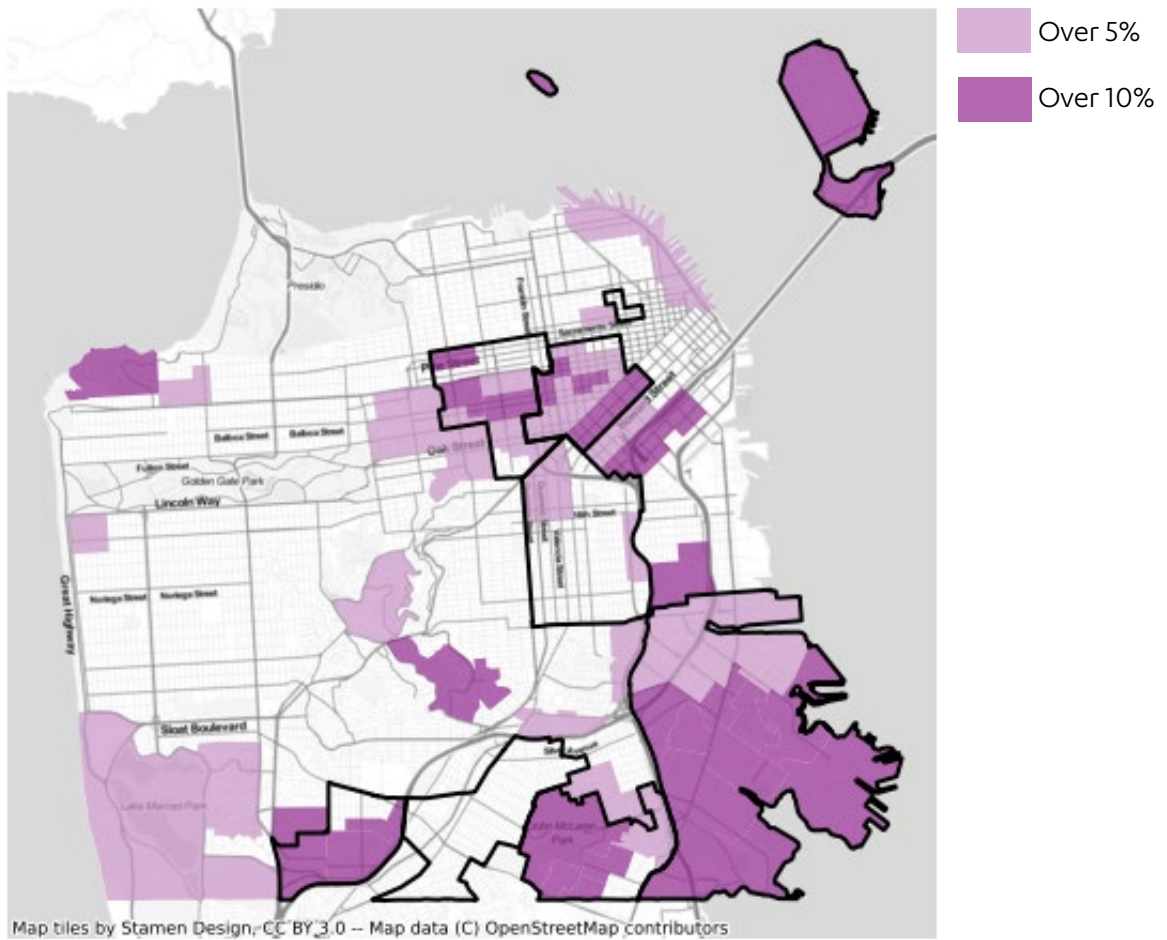 Over 5%
Over 10%
Presidio
Franklin Street
Sacramento
Balboa Street
Balboa Street
Oak Street
Fulton Street
Golden Gate Park
Lincoln Way
16th Street
Valencia Street
Great Highway
Noriega Street
Noriega Street
Sloat Boulevard
Lake Merced Park
John McLaren
Park
Map tiles by Stamen Design, CC BY 3.0 -- Map data (C) OpenStreetMap contributors